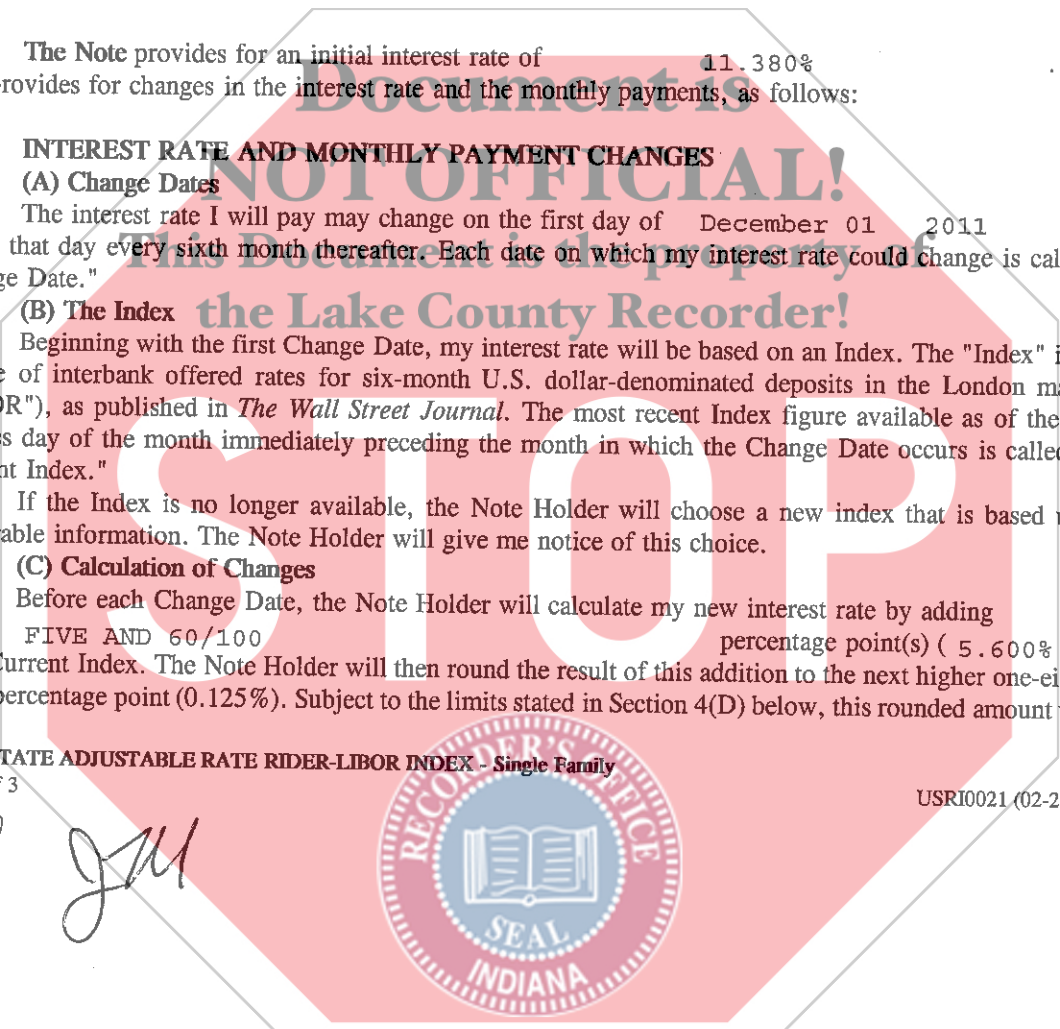 The Note provides for an initial interest rate of 11.380% .
rovides for changes in the interest rate and the monthly payments, as follows:
INTEREST RATE AND MONTHLY PAYMENT CHANGES
(A) Change Dates
The interest rate I will pay may change on the first day of December 01 2011
that day every sixth month thereafter. Each date on which my interest rate could change is cal
ge Date."
(B) The Index
Beginning with the first Change Date, my interest rate will be based on an Index. The "Index" i
e of interbank offered rates for six-month U.S. dollar-denominated deposits in the London ma
OR"), as published in The Wall Street Journal. The most recent Index figure available as of the
ss day of the month immediately preceding the month in which the Change Date occurs is called
nt Index."
If the Index is no longer available, the Note Holder will choose a new index that is based u
able information. The Note Holder will give me notice of this choice.
(C) Calculation of Changes
Before each Change Date, the Note Holder will calculate my new interest rate by adding
FIVE AND 60/100 percentage point(s) ( 5.600%
Current Index. The Note Holder will then round the result of this addition to the next higher one-ei
percentage point (0.125%). Subject to the limits stated in Section 4(D) below, this rounded amount
TATE ADJUSTABLE RATE RIDER-LIBOR INDEX - Single Family
f 3
USRI0021 (02-2
Document is
NOT OFFICIAL!
This Document is the property of
the Lake County Recorder!
STOP
RECORDER'S OFFICE
SEAL
INDIANA